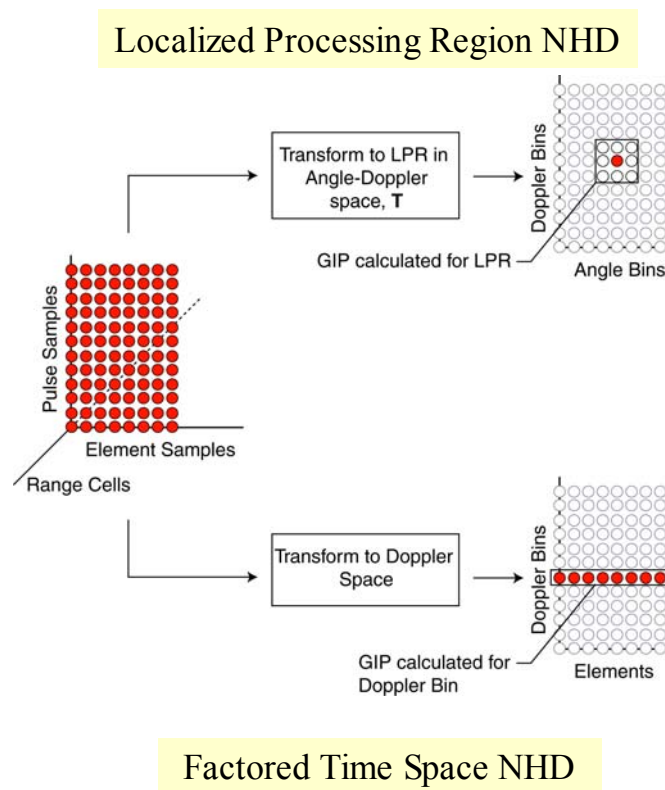 Localized Processing Region NHD
Transform to LPR in
Angle-Doppler
space, T
Doppler Bins
GIP calculated for LPR
Angle Bins
Pulse Samples
Element Samples
Range Cells
Transform to Doppler
Space
Doppler Bins
GIP calculated for
Doppler Bin
Elements
Factored Time Space NHD